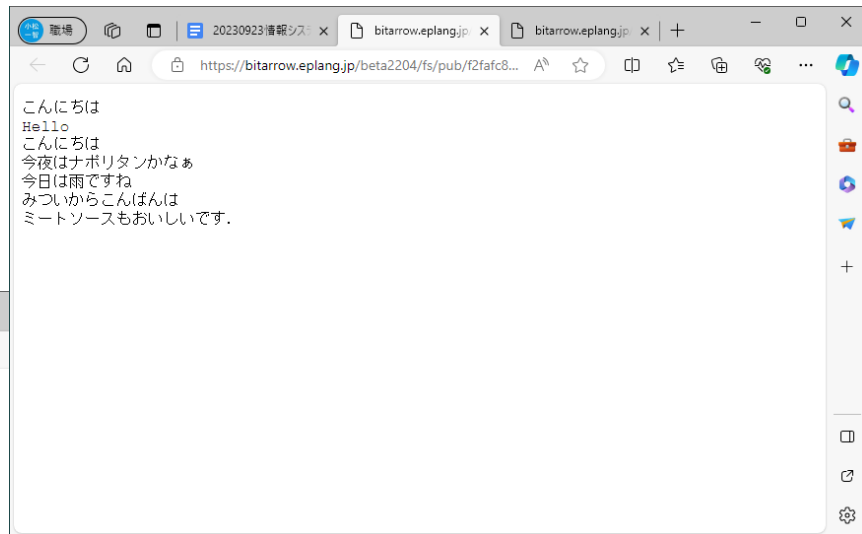 小松一智 職場
20230923情報シス
bitarrow.eplang.jp/
bitarrow.eplang.jp/
https://bitarrow.eplang.jp/beta2204/fs/pub/f2fafc8...
こんにちは
Hello
こんにちは
今夜はナポリタンかなぁ
今日は雨ですね
みついからこんばんは
ミートソースもおいしいです.